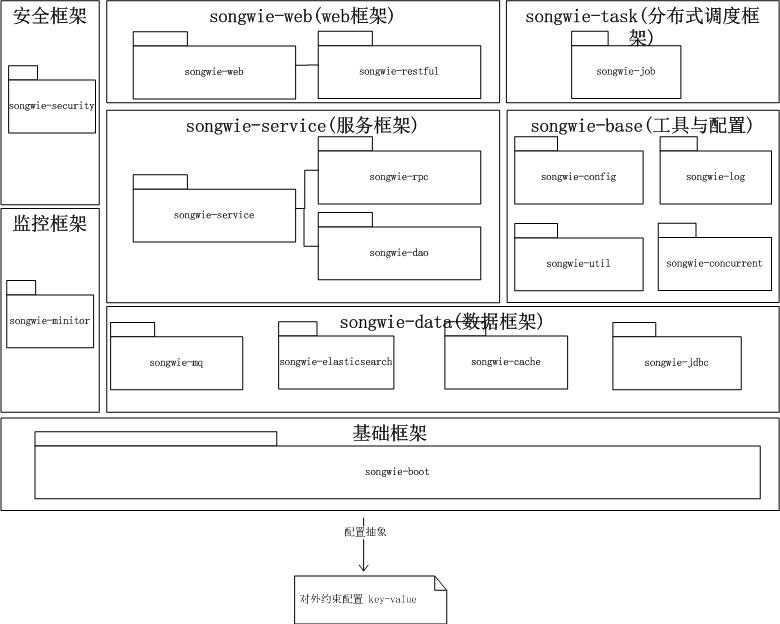 安全框架
songwie-security
songwie-web(web框架)
songwie-web
songwie-restful
songwie-task(分布式调度框
架)
songwie-job
songwie-service(服务框架)
songwie-service
songwie-rpc
songwie-dao
songwie-base(工具与配置)
songwie-config
songwie-log
songwie-util
songwie-concurrent
监控框架
songwie-minitor
songwie-data(数据框架)
songwie-mq
songwie-elasticsearch
songwie-cache
songwie-jdbc
基础框架
songwie-boot
配置抽象
对外约束配置 key-value